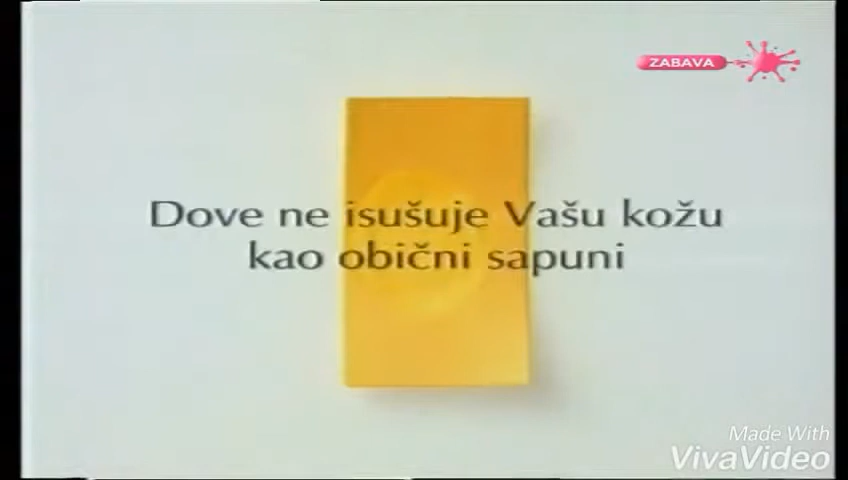 ZABAVA
Dove ne isušuje Vašu kožu
kao obični sapuni
Made With
VivaVideo